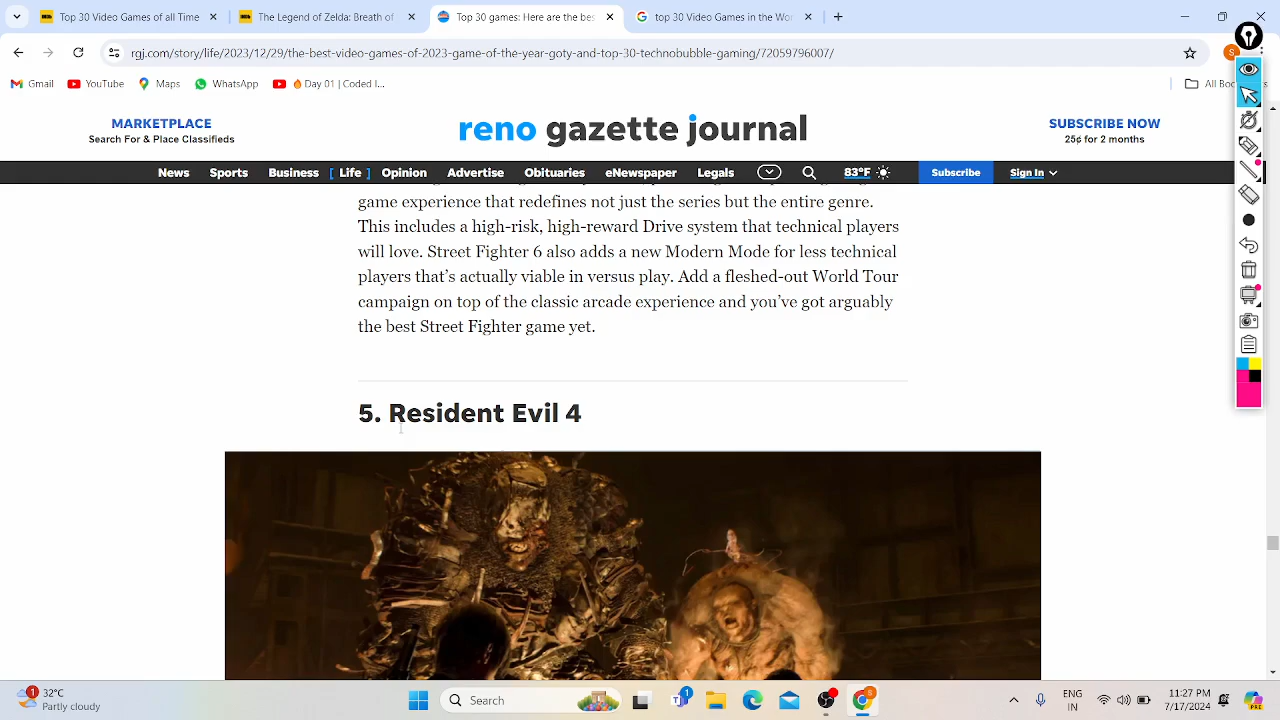 Top 250 Video Games of all Time
The Legend of Zelda: Breath of
Top 30 games: Here are the bes
top 30 Video Games in the Wo
rgj.com/story/life/2023/12/29/the-best-video-games-of-2023-game-of-the-year-goty-and-top-30-technobubble-gaming/72059796007/
Gmail
YouTube
Maps
WhatsApp
Day 01 | Coded I...
MARKETPLACE
Search For & Place Classifieds
reno gazette journal
SUBSCRIBE NOW
25¢ for 2 months
News Sports Business [ Life ] Opinion Advertise Obituaries eNewspaper Legals 83°F Subscribe Sign In
game experience that redefines not just the series but the entire genre.
This includes a high-risk, high-reward Drive system that technical players
will love. Street Fighter 6 also adds a new Modern Mode for less technical
players that's actually viable in versus play. Add a fleshed-out World Tour
campaign on top of the classic arcade experience and you've got arguably
the best Street Fighter game yet.
5. Resident Evil 4
1 32°C
Partly cloudy
Search
ENG
IN
11:27 PM
7/17/2024